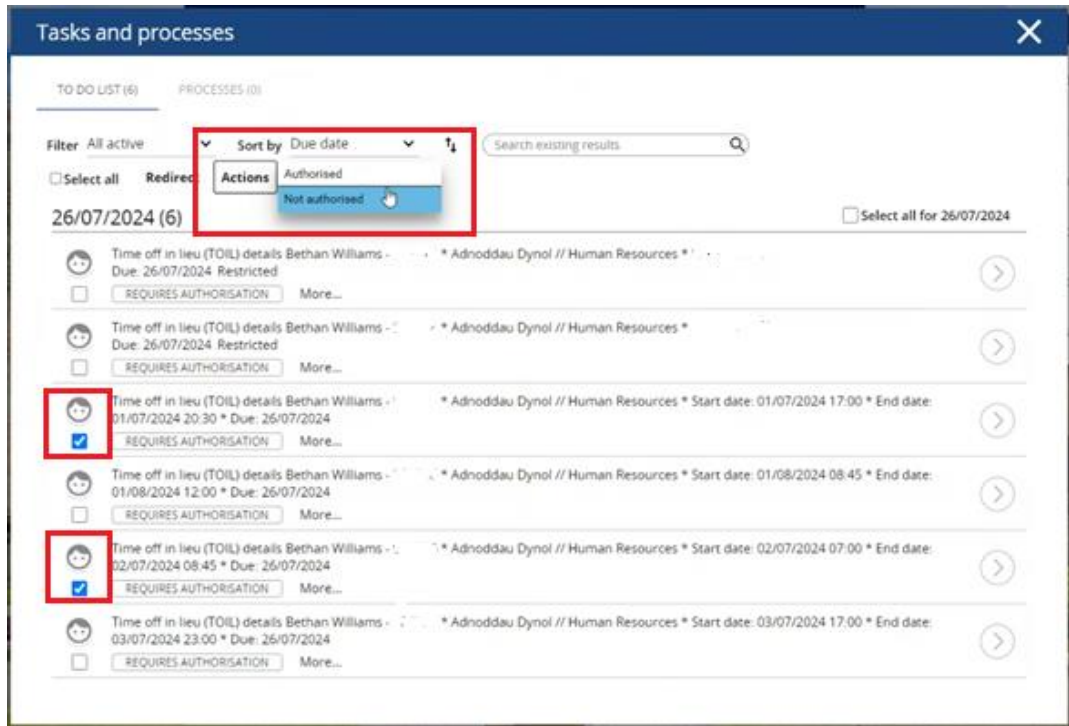 Tasks and processes
TO DO LIST (6) PROCESSES (0)
Filter All active Sort by Due date Search existing results
Select all Redirec Actions Authorised
Not authorised
26/07/2024 (6) Select all for 26/07/2024
Time off in lieu (TOIL) details Bethan Williams - * Adnoddau Dynol // Human Resources *
Due: 26/07/2024 Restricted
REQUIRES AUTHORISATION More...
Time off in lieu (TOIL) details Bethan Williams - * Adnoddau Dynol // Human Resources *
Due: 26/07/2024 Restricted
REQUIRES AUTHORISATION More...
Time off in lieu (TOIL) details Bethan Williams - * Adnoddau Dynol // Human Resources * Start date: 01/07/2024 17:00 * End date:
01/07/2024 20:30 * Due: 26/07/2024
REQUIRES AUTHORISATION More...
Time off in lieu (TOIL) details Bethan Williams - * Adnoddau Dynol // Human Resources * Start date: 01/08/2024 08:45 * End date:
01/08/2024 12:00 * Due: 26/07/2024
REQUIRES AUTHORISATION More...
Time off in lieu (TOIL) details Bethan Williams - * Adnoddau Dynol // Human Resources * Start date: 02/07/2024 07:00 * End date:
02/07/2024 08:45 * Due: 26/07/2024
REQUIRES AUTHORISATION More...
Time off in lieu (TOIL) details Bethan Williams - * Adnoddau Dynol // Human Resources * Start date: 03/07/2024 17:00 * End date:
03/07/2024 23:00 * Due: 26/07/2024
REQUIRES AUTHORISATION More...